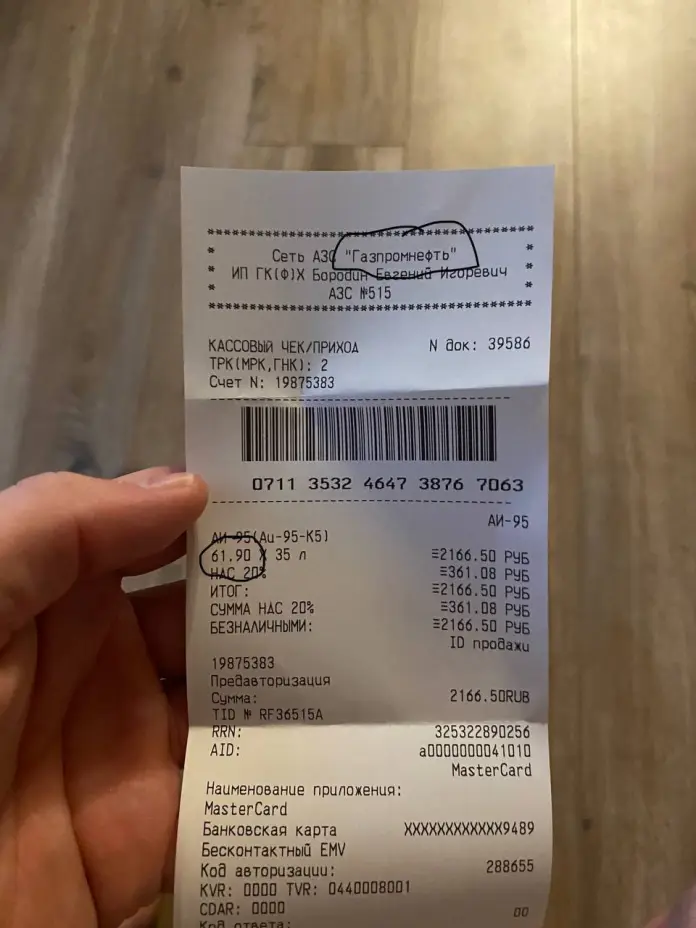 Сеть АЗС "Газпромнефть"
ИП ГК(Ф)Х Бородин Евгений Игоревич
АЗС №515
КАССОВЫЙ ЧЕК/ПРИХОД N док: 39586
ТРК(МРК,ГНК): 2
Счет N: 19875383
0711 3532 4647 3876 7063
АИ-95
АИ-95(Аи-95-К5)
61.90 X 35 л ≡2166.50 РУБ
НДС 20% ≡361.08 РУБ
ИТОГ: ≡2166.50 РУБ
СУММА НДС 20% ≡361.08 РУБ
БЕЗНАЛИЧНЫМИ: ≡2166.50 РУБ
ID продажи
19875383
Предавторизация
Сумма: 2166.50RUB
TID № RF36515A
RRN: 325322890256
AID: a0000000041010
MasterCard
Наименование приложения:
MasterCard
Банковская карта XXXXXXXXXXXX9489
Бесконтактный EMV
Код авторизации: 288655
KVR: 0000 TVR: 0440008001
CDAR: 0000
Код ответа: 00